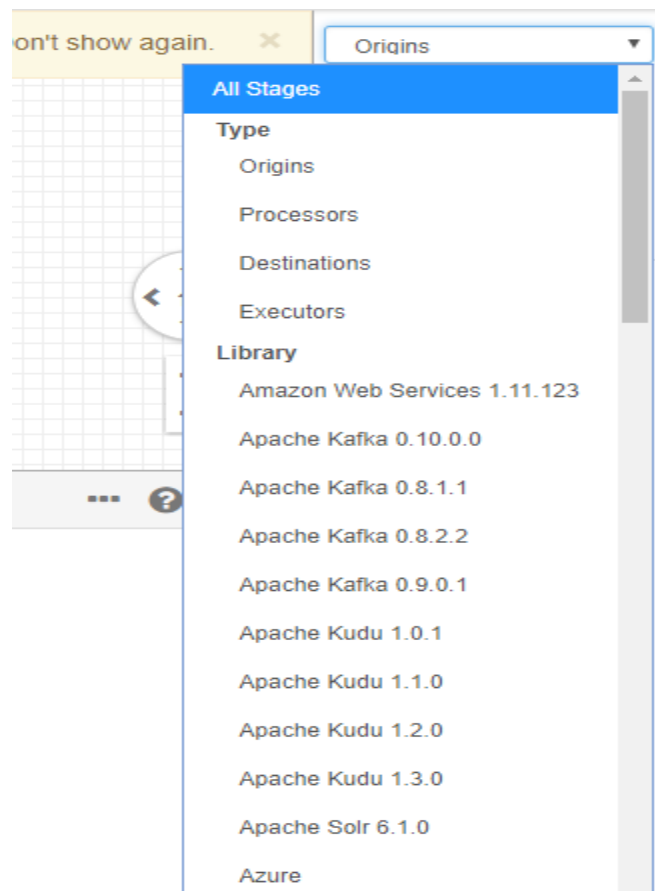 on't show again. ×
Origins
All Stages
Type
Origins
Processors
Destinations
Executors
Library
Amazon Web Services 1.11.123
Apache Kafka 0.10.0.0
Apache Kafka 0.8.1.1
Apache Kafka 0.8.2.2
Apache Kafka 0.9.0.1
Apache Kudu 1.0.1
Apache Kudu 1.1.0
Apache Kudu 1.2.0
Apache Kudu 1.3.0
Apache Solr 6.1.0
Azure